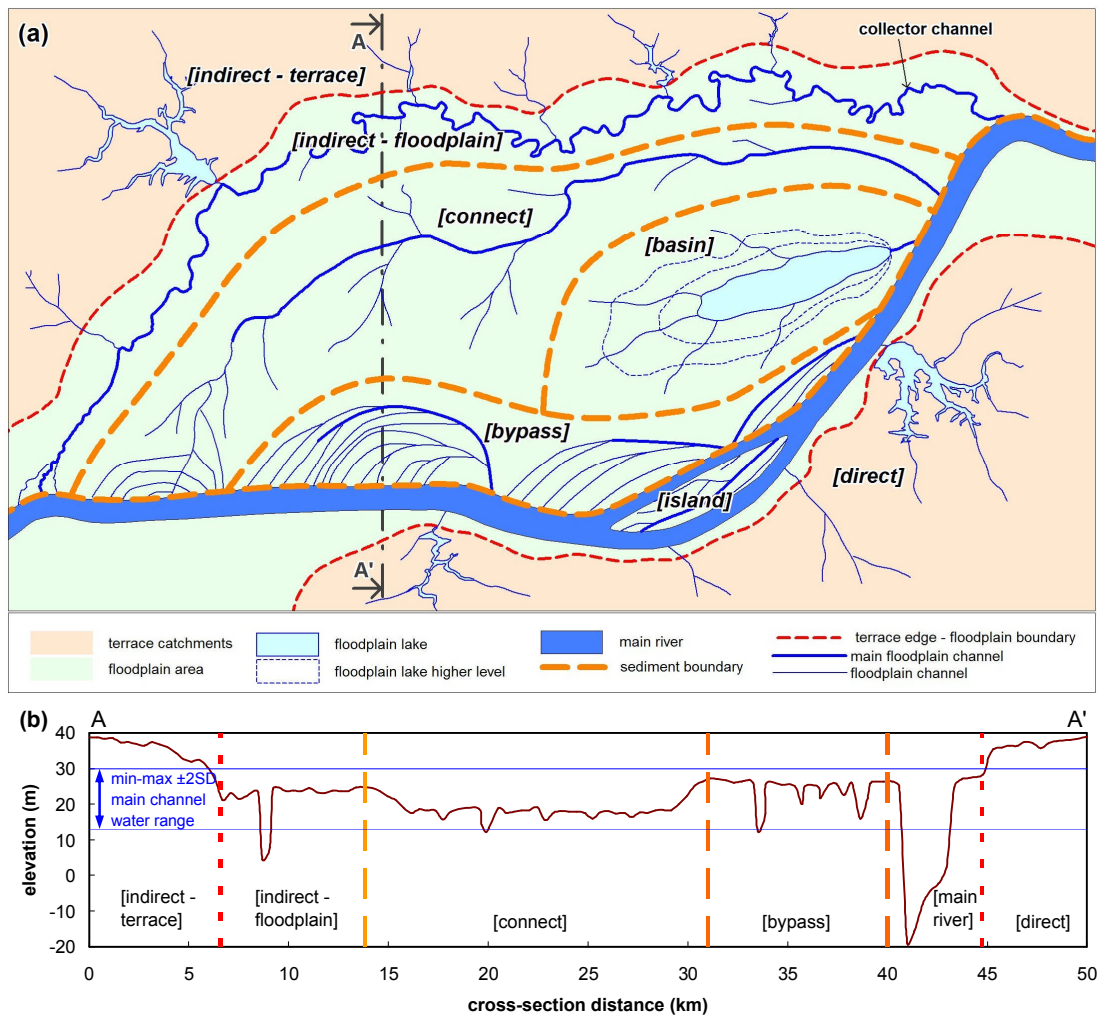 (a)
A
collector channel
[indirect - terrace]
[indirect - floodplain]
[connect]
[basin]
[bypass]
[island]
[direct]
A'
terrace catchments
floodplain area
floodplain lake
floodplain lake higher level
main river
sediment boundary
terrace edge - floodplain boundary
main floodplain channel
floodplain channel
(b)
A
A'
40
30
20
10
0
-10
-20
elevation (m)
min-max ±2SD
main channel
water range
[indirect -
terrace]
[indirect -
floodplain]
[connect]
[bypass]
[main
river]
[direct]
0
5
10
15
20
25
30
35
40
45
50
cross-section distance (km)